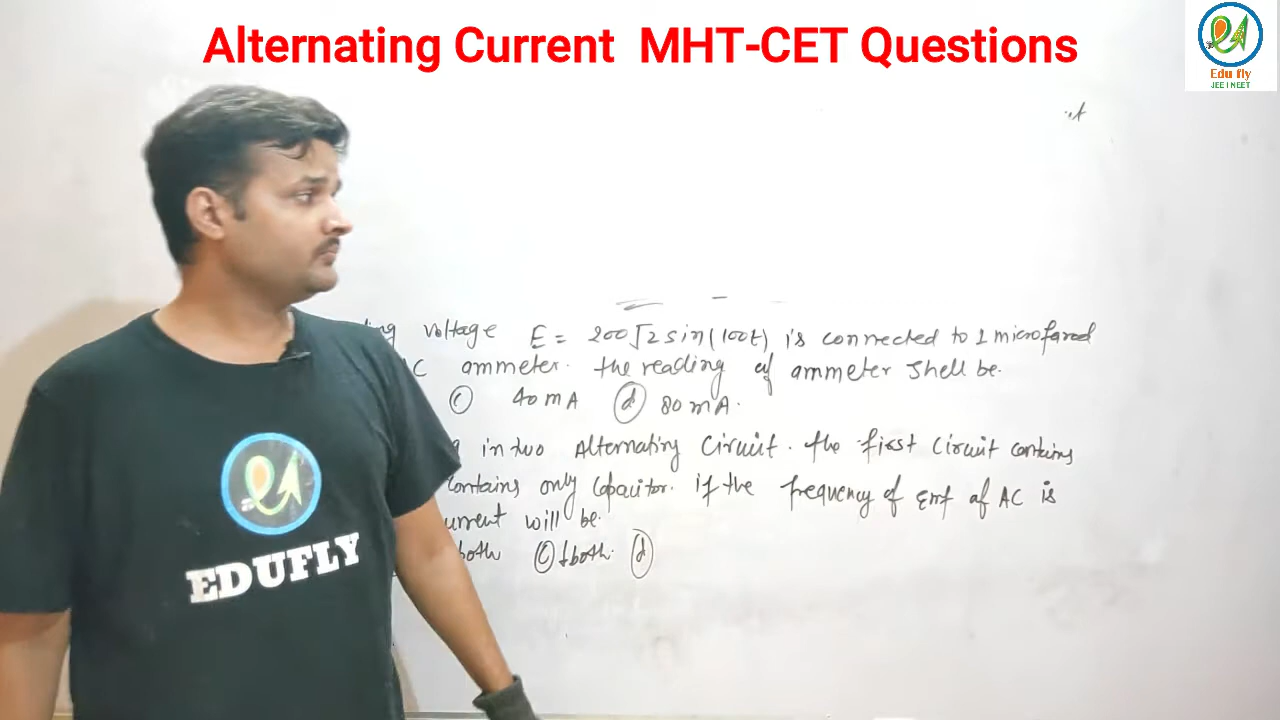 Alternating Current MHT-CET Questions
Edu fly
JEE I NEET
voltage E = 200√2 sin(100t) is connected to 1 microfarad
C ammeter. the reading of ammeter shell be.
Ⓒ 40 mA ⓓ 80 mA.
in two Alternating Circuit. the first Circuit contains
contains only Capacitor. if the frequency of Emf of AC is
will be.
both Ⓒ ↓both. ⓓ
EDUFLY